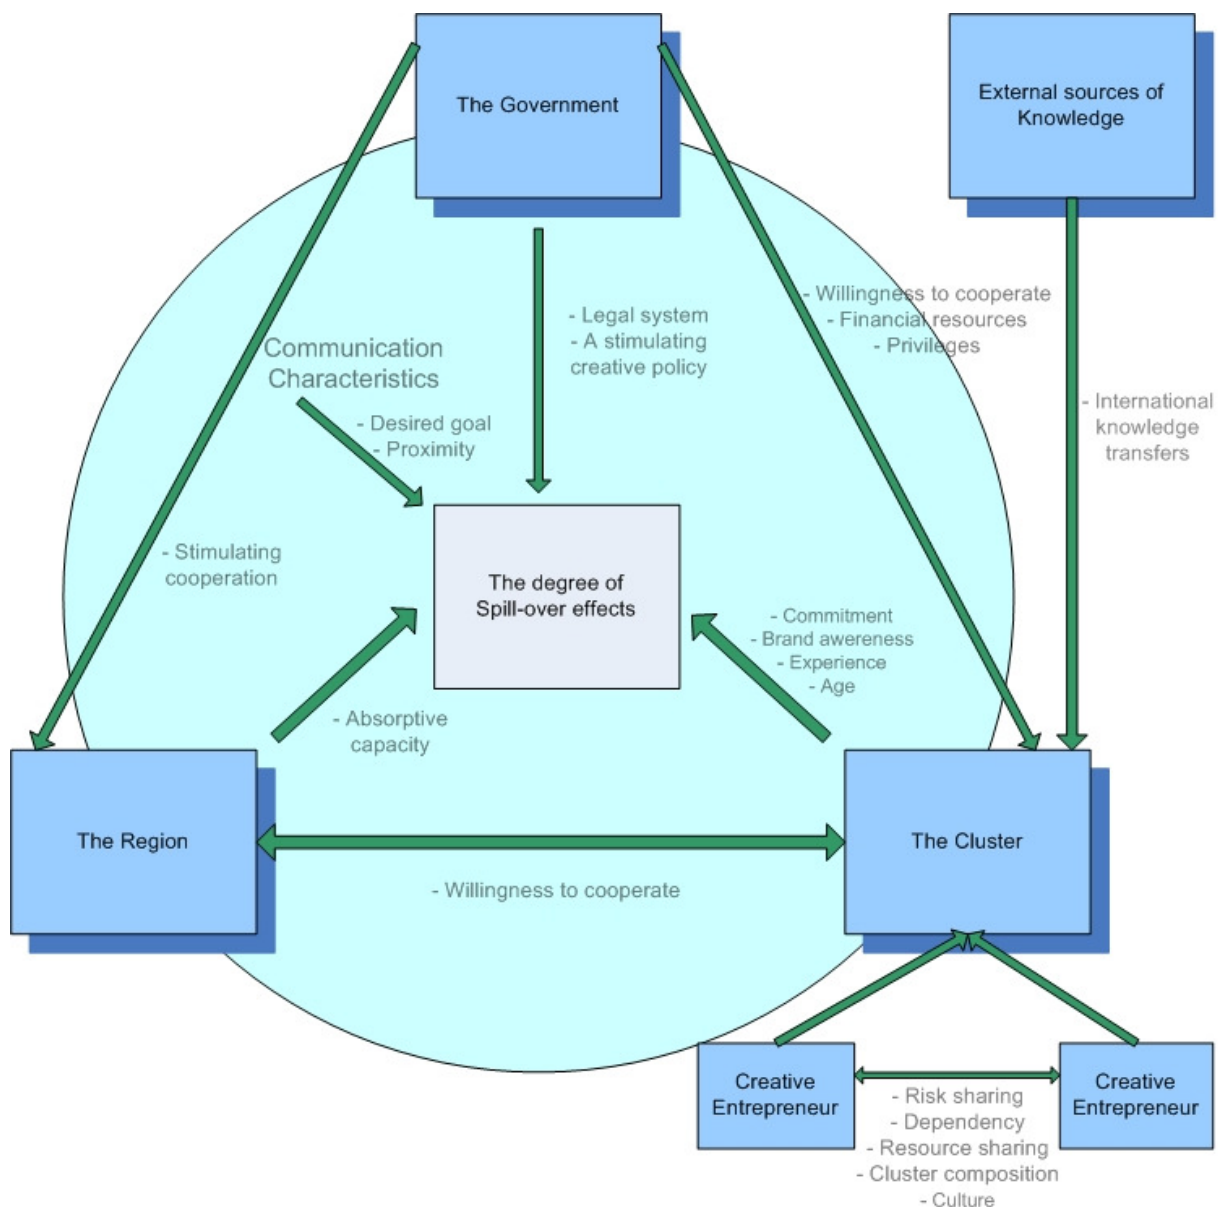 The Government
External sources of
Knowledge
- Willingness to cooperate
- Financial resources
- Privileges
- Legal system
- A stimulating
creative policy
Communication
Characteristics
- Desired goal
- Proximity
- International
knowledge
transfers
- Stimulating
cooperation
The degree of
Spill-over effects
- Commitment
- Brand awereness
- Experience
- Age
- Absorptive
capacity
The Region
The Cluster
- Willingness to cooperate
Creative
Entrepreneur
Creative
Entrepreneur
- Risk sharing
- Dependency
- Resource sharing
- Cluster composition
- Culture